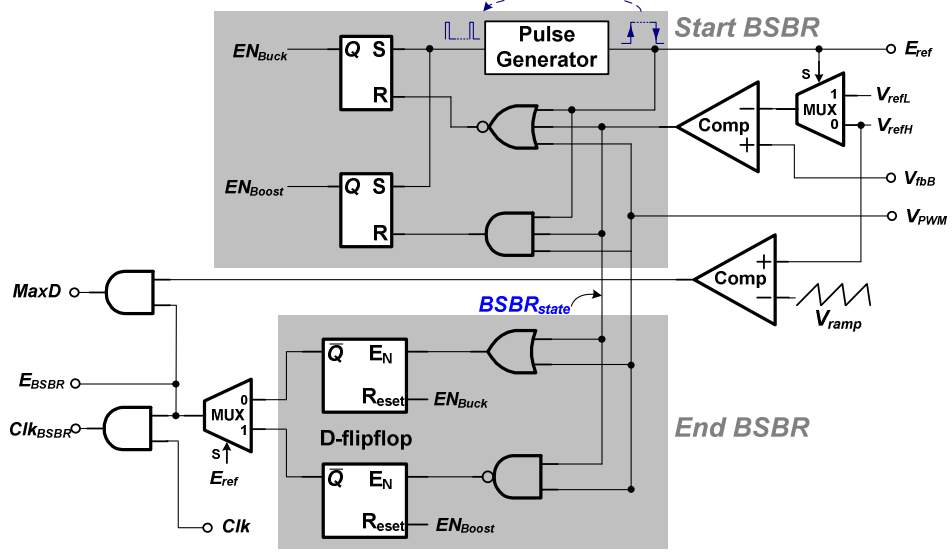 Start BSBR
EN_Buck
Q S
R
Pulse
Generator
E_ref
S
MUX
1
0
V_refL
V_refH
−
Comp
+
V_fbB
EN_Boost
Q S
R
V_PWM
MaxD
+
Comp
−
V_ramp
BSBR_state
E_BSBR
Clk_BSBR
MUX
0
1
S
E_ref
Q̅ E_N
R_eset
EN_Buck
D-flipflop
End BSBR
Q̅ E_N
R_eset
EN_Boost
Clk